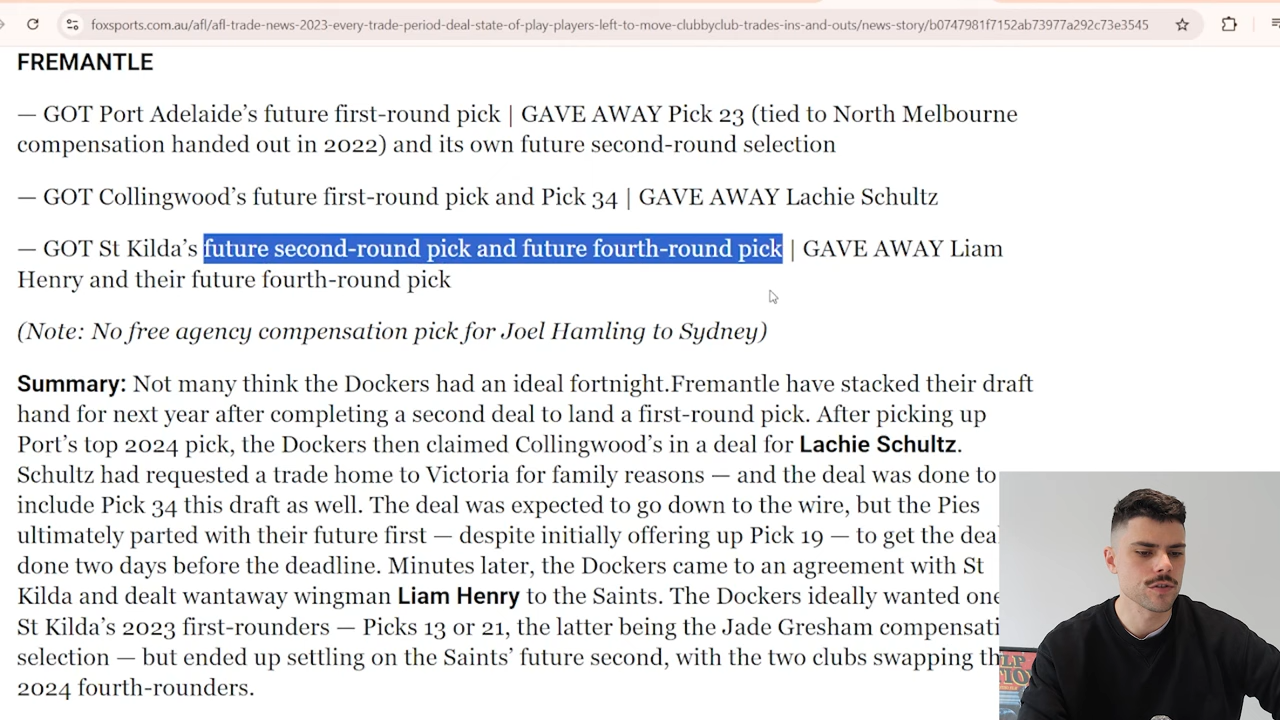 foxsports.com.au/afl/afl-trade-news-2023-every-trade-period-deal-state-of-play-players-left-to-move-clubbyclub-trades-ins-and-outs/news-story/b0747981f7152ab73977a292c73e3545
FREMANTLE
— GOT Port Adelaide's future first-round pick | GAVE AWAY Pick 23 (tied to North Melbourne
compensation handed out in 2022) and its own future second-round selection
— GOT Collingwood's future first-round pick and Pick 34 | GAVE AWAY Lachie Schultz
— GOT St Kilda's future second-round pick and future fourth-round pick | GAVE AWAY Liam
Henry and their future fourth-round pick
(Note: No free agency compensation pick for Joel Hamling to Sydney)
Summary: Not many think the Dockers had an ideal fortnight.Fremantle have stacked their draft
hand for next year after completing a second deal to land a first-round pick. After picking up
Port's top 2024 pick, the Dockers then claimed Collingwood's in a deal for Lachie Schultz.
Schultz had requested a trade home to Victoria for family reasons — and the deal was done to
include Pick 34 this draft as well. The deal was expected to go down to the wire, but the Pies
ultimately parted with their future first — despite initially offering up Pick 19 — to get the deal
done two days before the deadline. Minutes later, the Dockers came to an agreement with St
Kilda and dealt wantaway wingman Liam Henry to the Saints. The Dockers ideally wanted one
St Kilda's 2023 first-rounders — Picks 13 or 21, the latter being the Jade Gresham compensati
selection — but ended up settling on the Saints' future second, with the two clubs swapping th
2024 fourth-rounders.